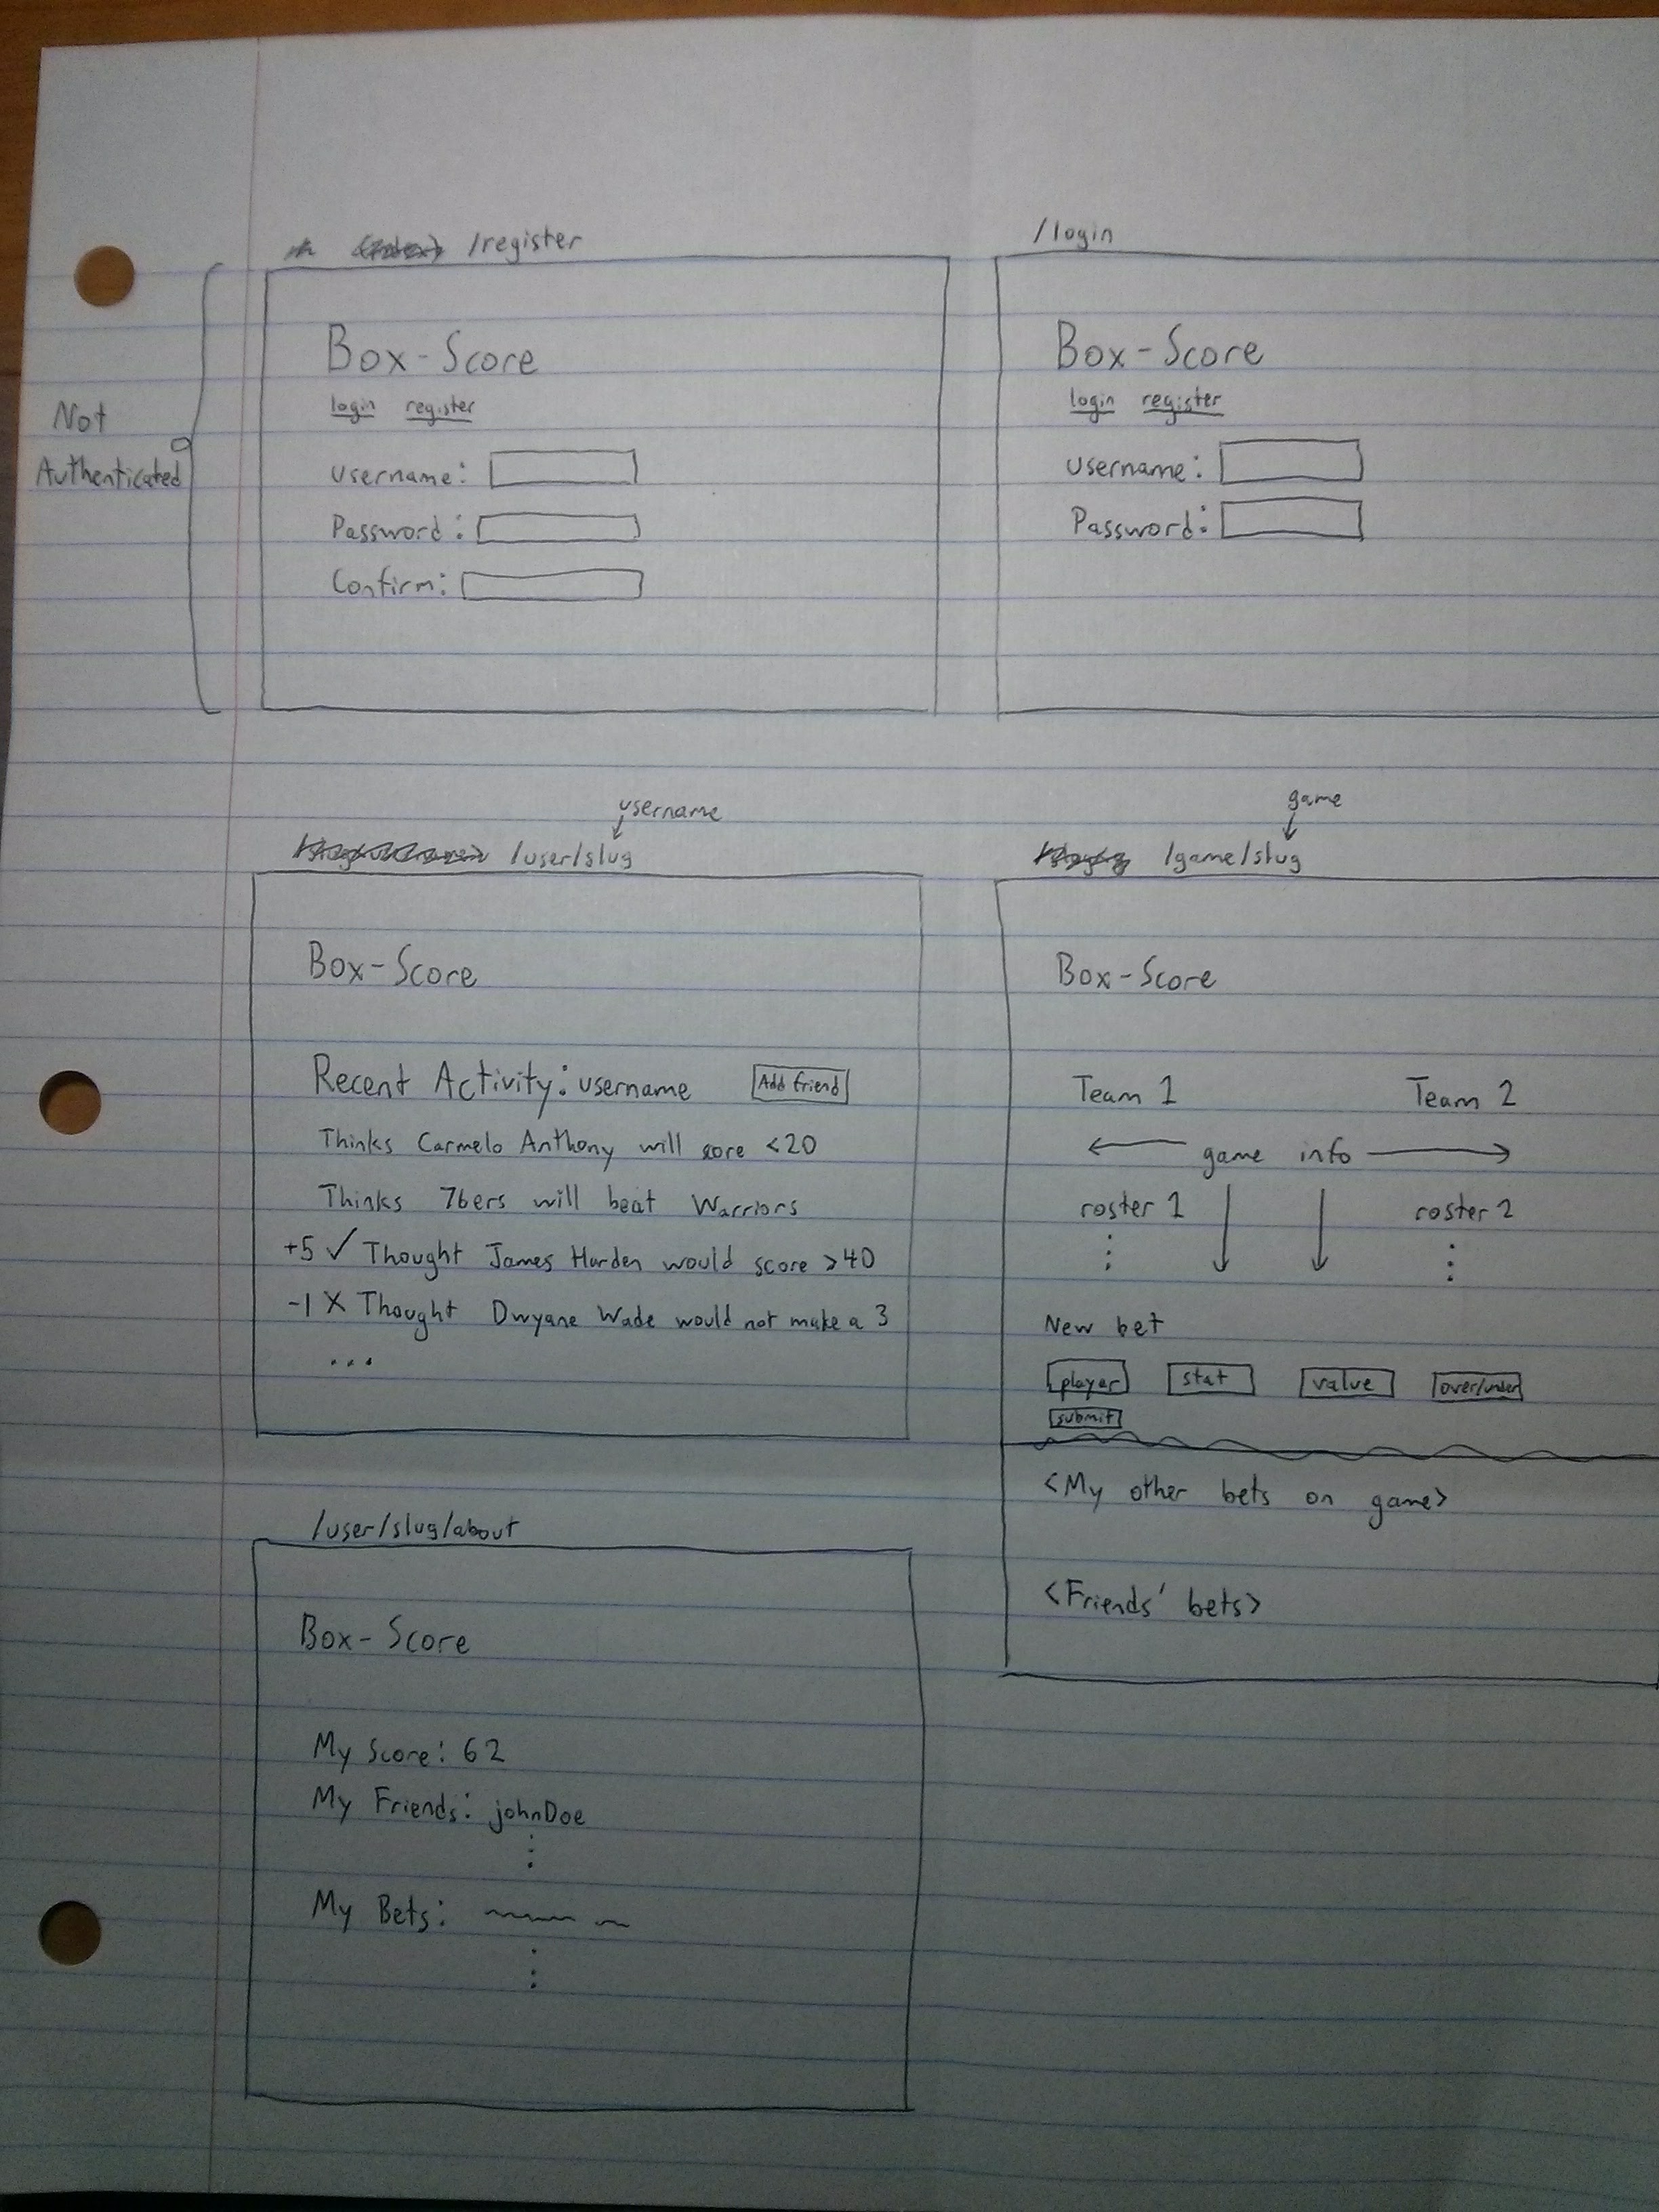 /register
Box-Score
login register
Username:
Password:
Confirm:
Not
Authenticated
/login
Box-Score
login register
Username:
Password:
username
/user/slug
Box-Score
Recent Activity: username Add friend
Thinks Carmelo Anthony will score <20
Thinks 76ers will beat Warriors
+5 ✓ Thought James Harden would score >40
-1 X Thought Dwyane Wade would not make a 3
...
game
/game/slug
Box-Score
Team 1 Team 2
← game info →
roster 1 ↓ ↓ roster 2
⋮ ⋮
New bet
player stat value over/under
submit
<My other bets on game>
<Friends' bets>
/user/slug/about
Box-Score
My Score: 62
My Friends: johnDoe
⋮
My Bets:
⋮